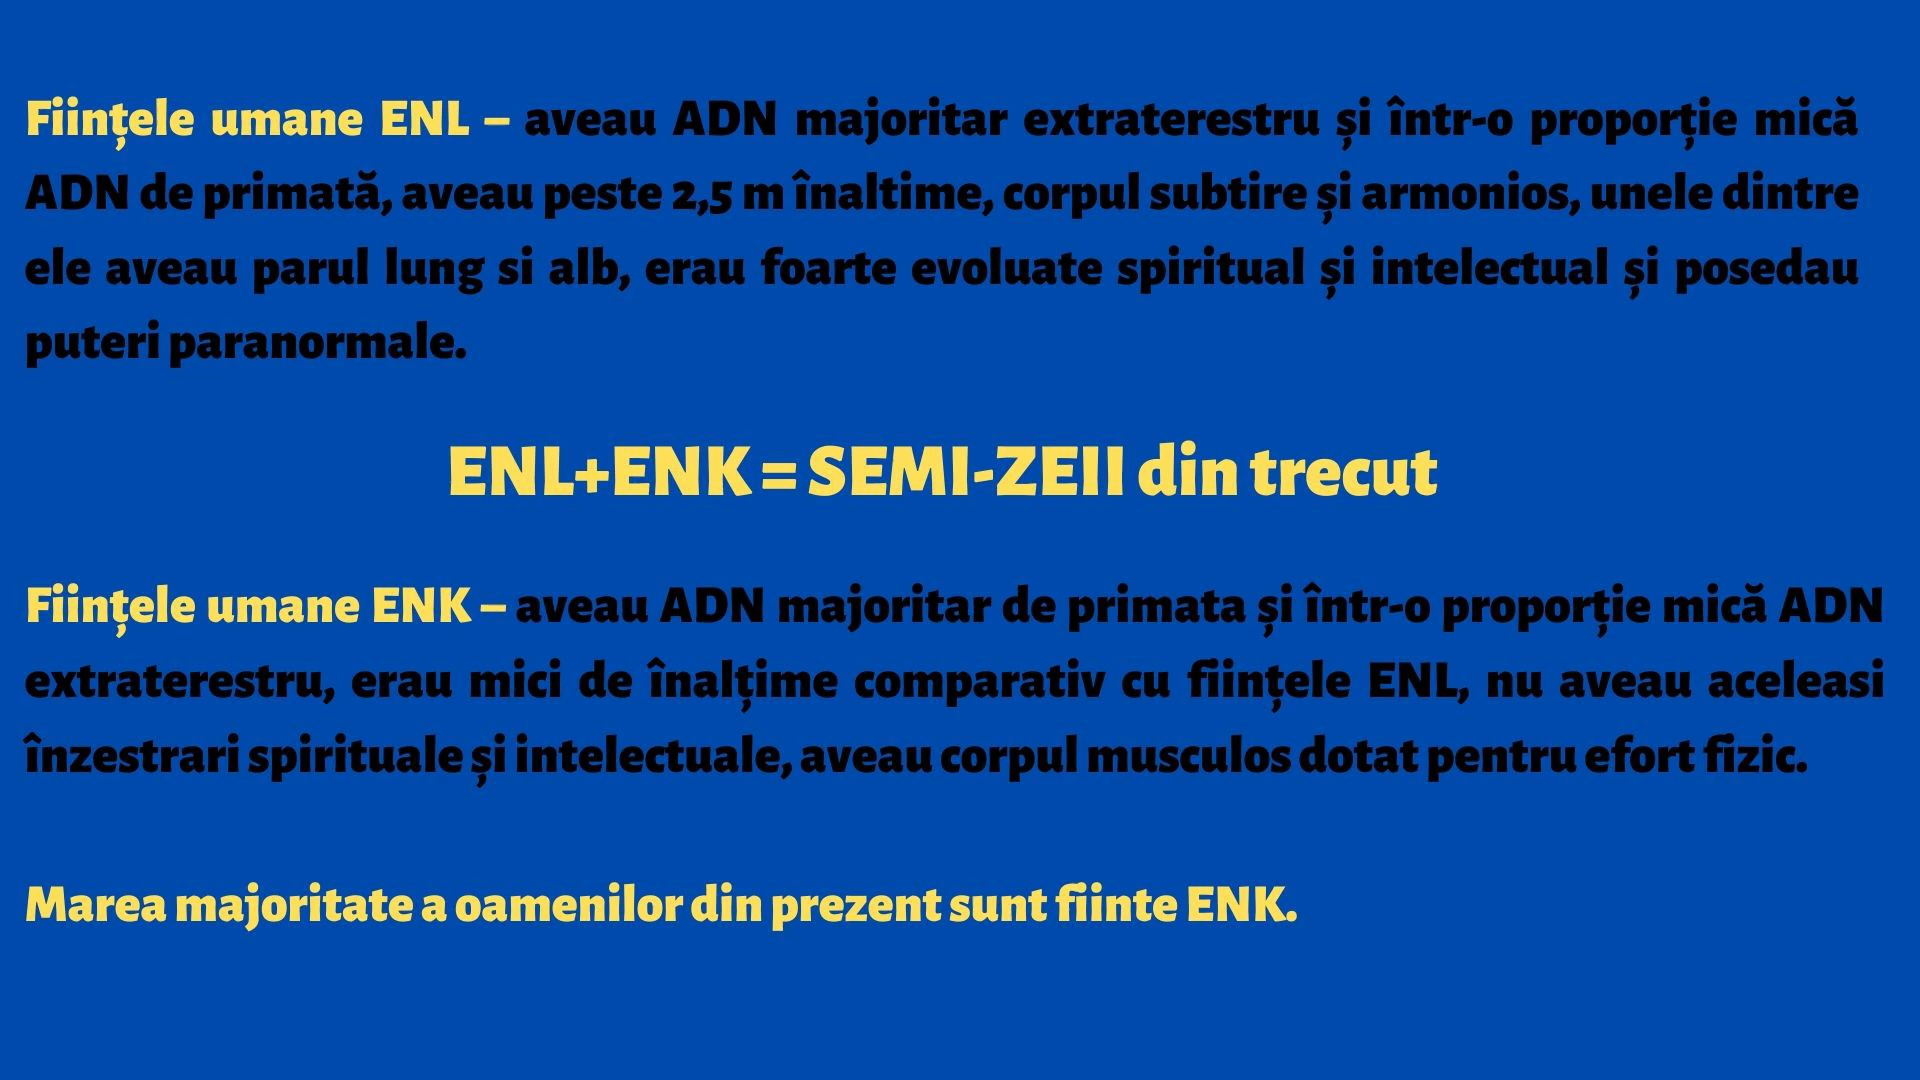 Ființele umane ENL – aveau ADN majoritar extraterestru și într-o proporție mică
ADN de primată, aveau peste 2,5 m înaltime, corpul subtire și armonios, unele dintre
ele aveau parul lung si alb, erau foarte evoluate spiritual și intelectual și posedau
puteri paranormale.
ENL+ENK = SEMI-ZEII din trecut
Ființele umane ENK – aveau ADN majoritar de primata și într-o proporție mică ADN
extraterestru, erau mici de înalțime comparativ cu ființele ENL, nu aveau aceleasi
înzestrari spirituale și intelectuale, aveau corpul musculos dotat pentru efort fizic.
Marea majoritate a oamenilor din prezent sunt fiinte ENK.